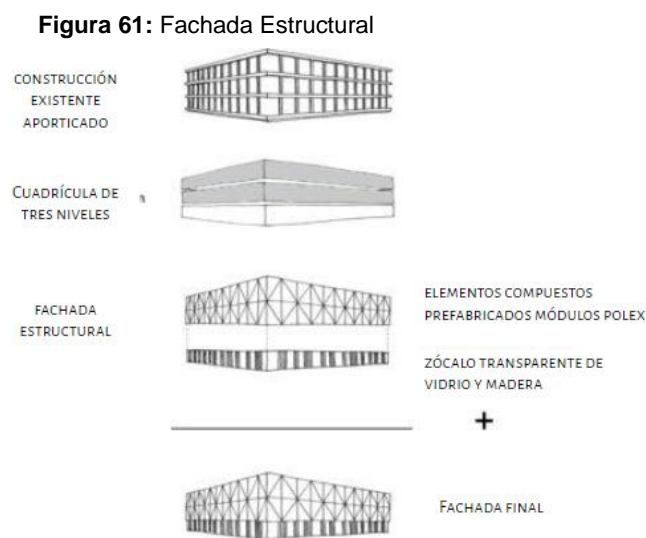 Figura 61: Fachada Estructural
CONSTRUCCIÓN
EXISTENTE
APORTICADO
CUADRÍCULA DE
TRES NIVELES
FACHADA
ESTRUCTURAL
ELEMENTOS COMPUESTOS
PREFABRICADOS MÓDULOS POLEX
ZÓCALO TRANSPARENTE DE
VIDRIO Y MADERA
+
FACHADA FINAL